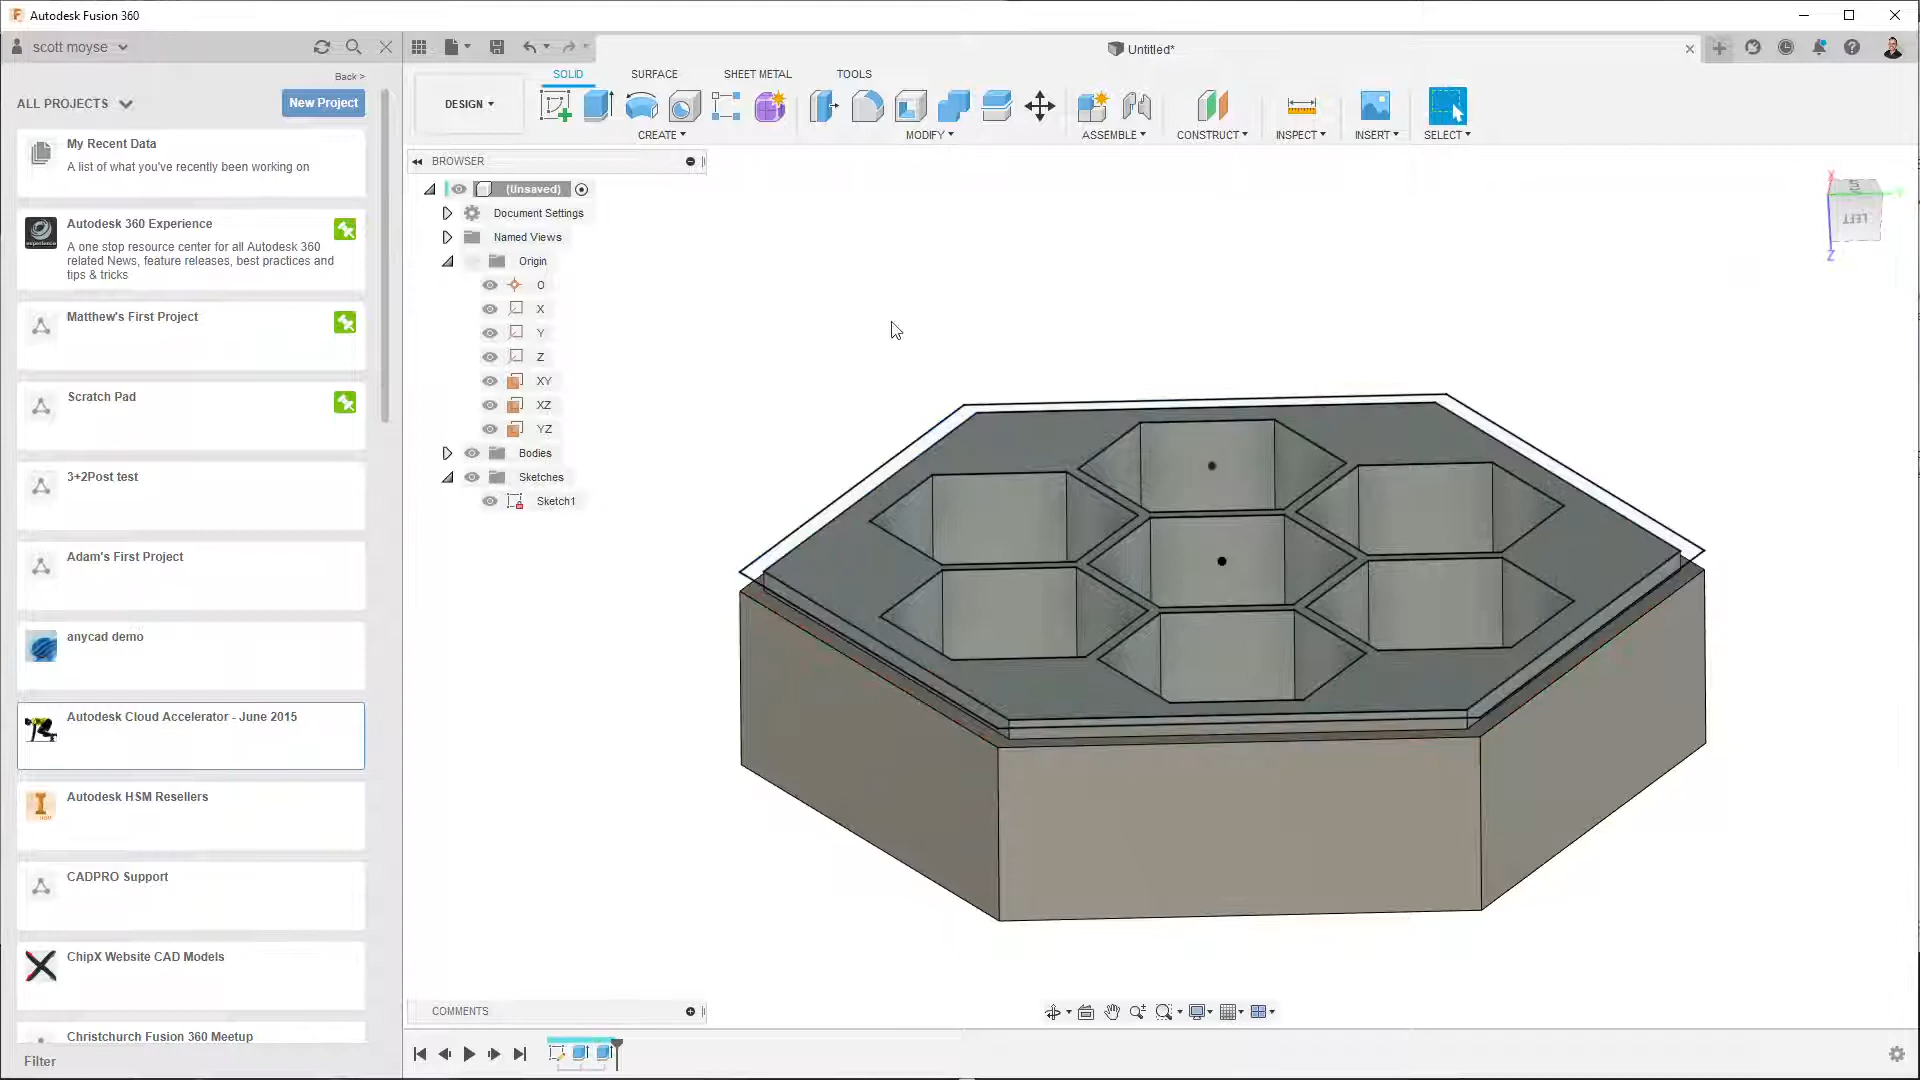 Autodesk Fusion 360
scott moyse
Untitled*
Back >
SOLID
SURFACE
SHEET METAL
TOOLS
ALL PROJECTS
New Project
DESIGN
CREATE
MODIFY
ASSEMBLE
CONSTRUCT
INSPECT
INSERT
SELECT
My Recent Data
A list of what you've recently been working on
BROWSER
(Unsaved)
Document Settings
Named Views
Origin
O
X
Y
Z
XY
XZ
YZ
Bodies
Sketches
Sketch1
X
LEFT
Z
Autodesk 360 Experience
A one stop resource center for all Autodesk 360
related News, feature releases, best practices and
tips & tricks
experience
Matthew's First Project
Scratch Pad
3+2Post test
Adam's First Project
anycad demo
Autodesk Cloud Accelerator - June 2015
Autodesk HSM Resellers
CADPRO Support
ChipX Website CAD Models
Christchurch Fusion 360 Meetup
Filter
COMMENTS